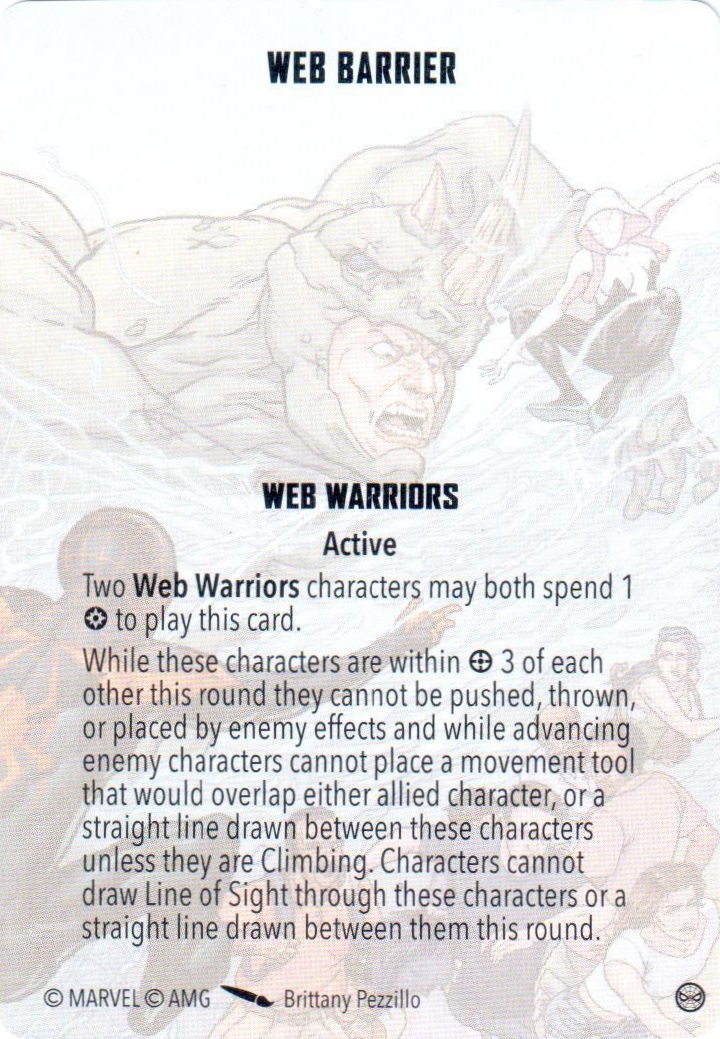 WEB BARRIER
WEB WARRIORS
Active
Two Web Warriors characters may both spend 1
to play this card.
While these characters are within 3 of each
other this round they cannot be pushed, thrown,
or placed by enemy effects and while advancing
enemy characters cannot place a movement tool
that would overlap either allied character, or a
straight line drawn between these characters
unless they are Climbing. Characters cannot
draw Line of Sight through these characters or a
straight line drawn between them this round.
© MARVEL © AMG Brittany Pezzillo